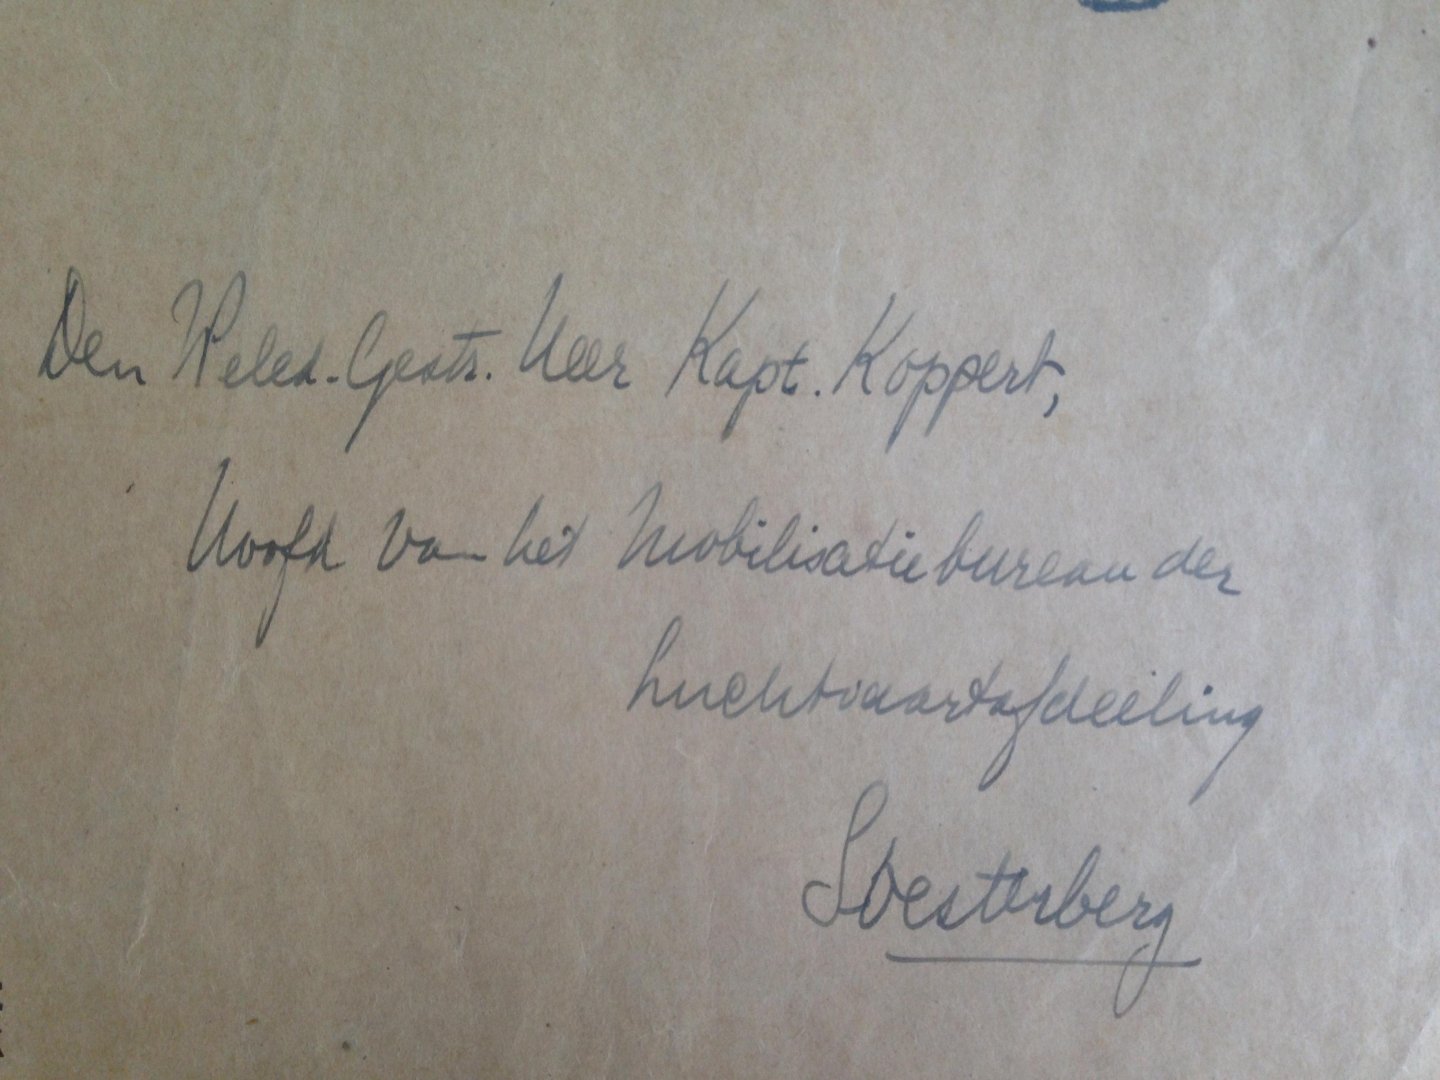 Den Weled. Gestr. Heer Kapt. Koppert,
Hoofd van het Mobilisatiebureau der
Luchtvaartafdeeling
Soesterberg